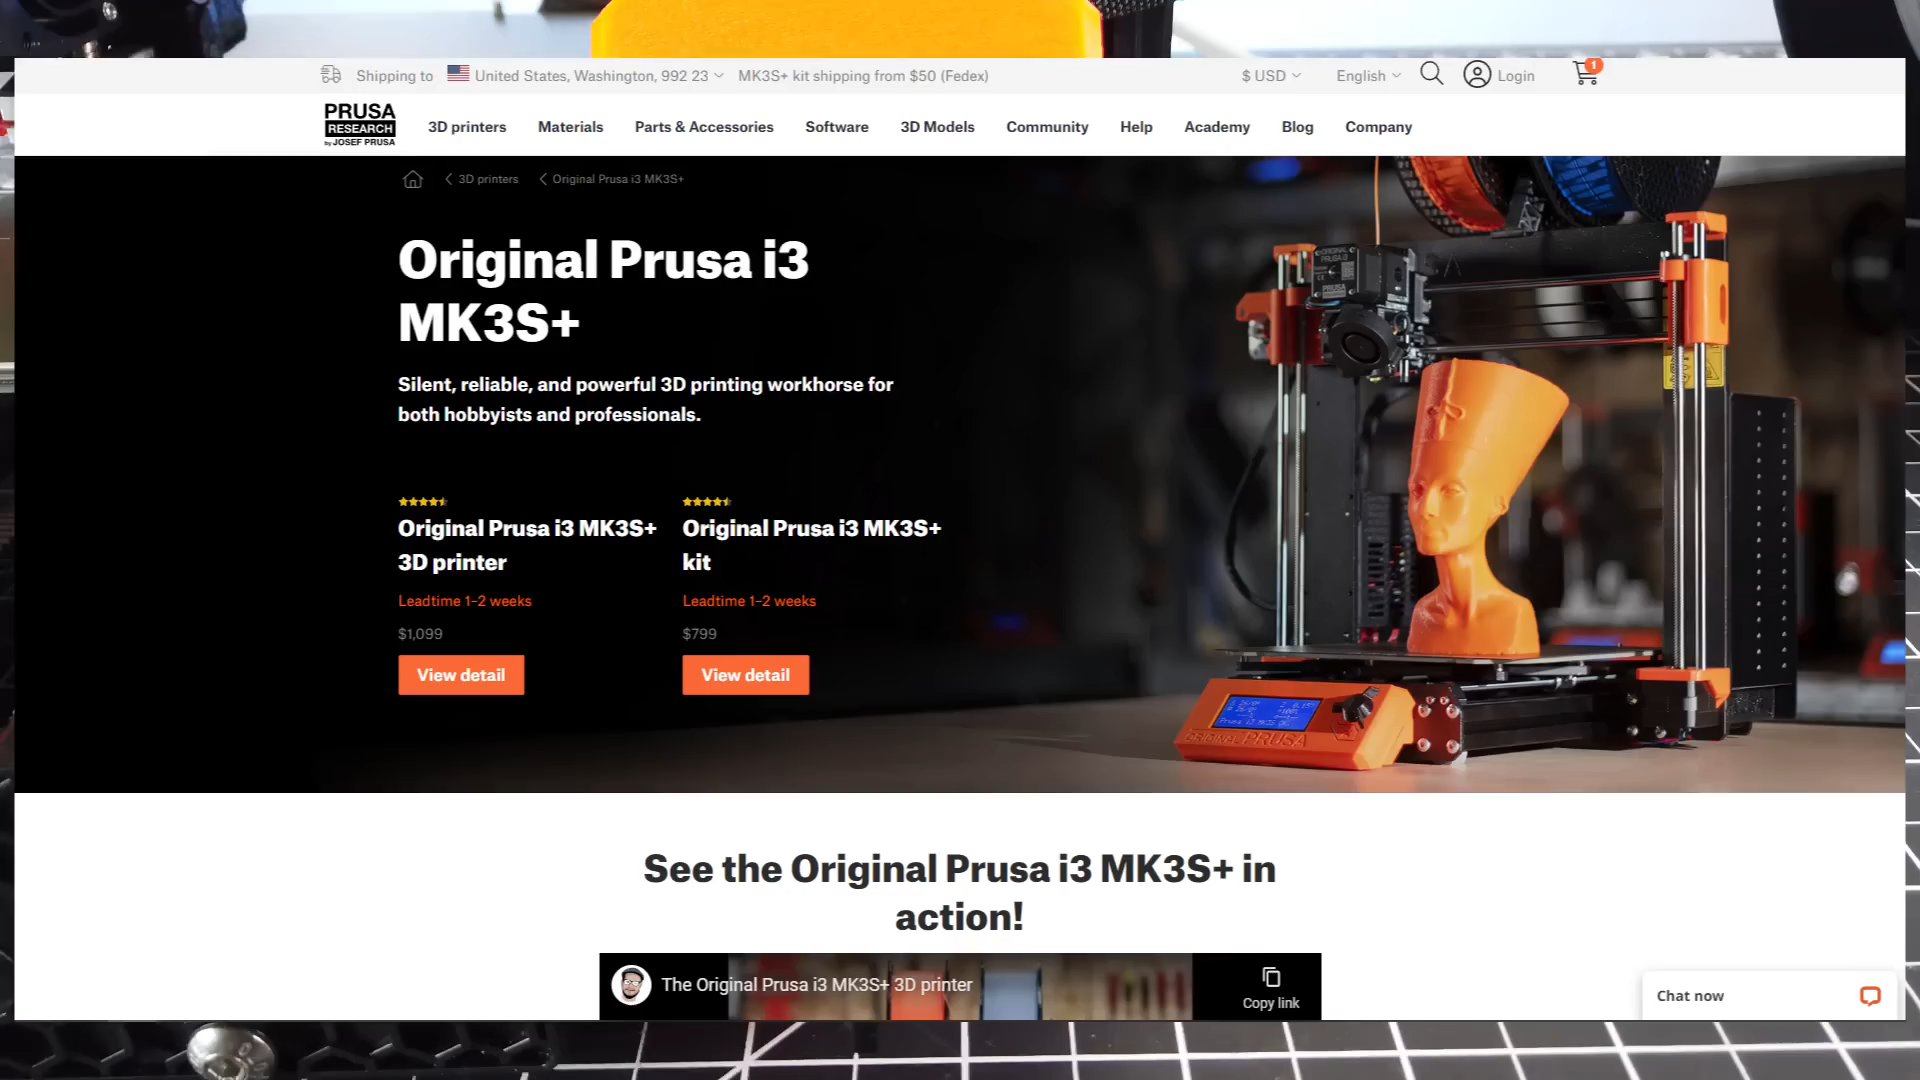 Shipping to United States, Washington, 992 23 MK3S+ kit shipping from $50 (Fedex) $ USD English Login 1
PRUSA
RESEARCH
by JOSEF PRUSA
3D printers Materials Parts & Accessories Software 3D Models Community Help Academy Blog Company
3D printers Original Prusa i3 MK3S+
Original Prusa i3
MK3S+
Silent, reliable, and powerful 3D printing workhorse for
both hobbyists and professionals.
Original Prusa i3 MK3S+
3D printer
Leadtime 1-2 weeks
$1,099
View detail
Original Prusa i3 MK3S+
kit
Leadtime 1-2 weeks
$799
View detail
ORIGINAL
PRUSA i3
PRUSA
ORIGINAL PRUSA
See the Original Prusa i3 MK3S+ in
action!
The Original Prusa i3 MK3S+ 3D printer
Copy link
Chat now